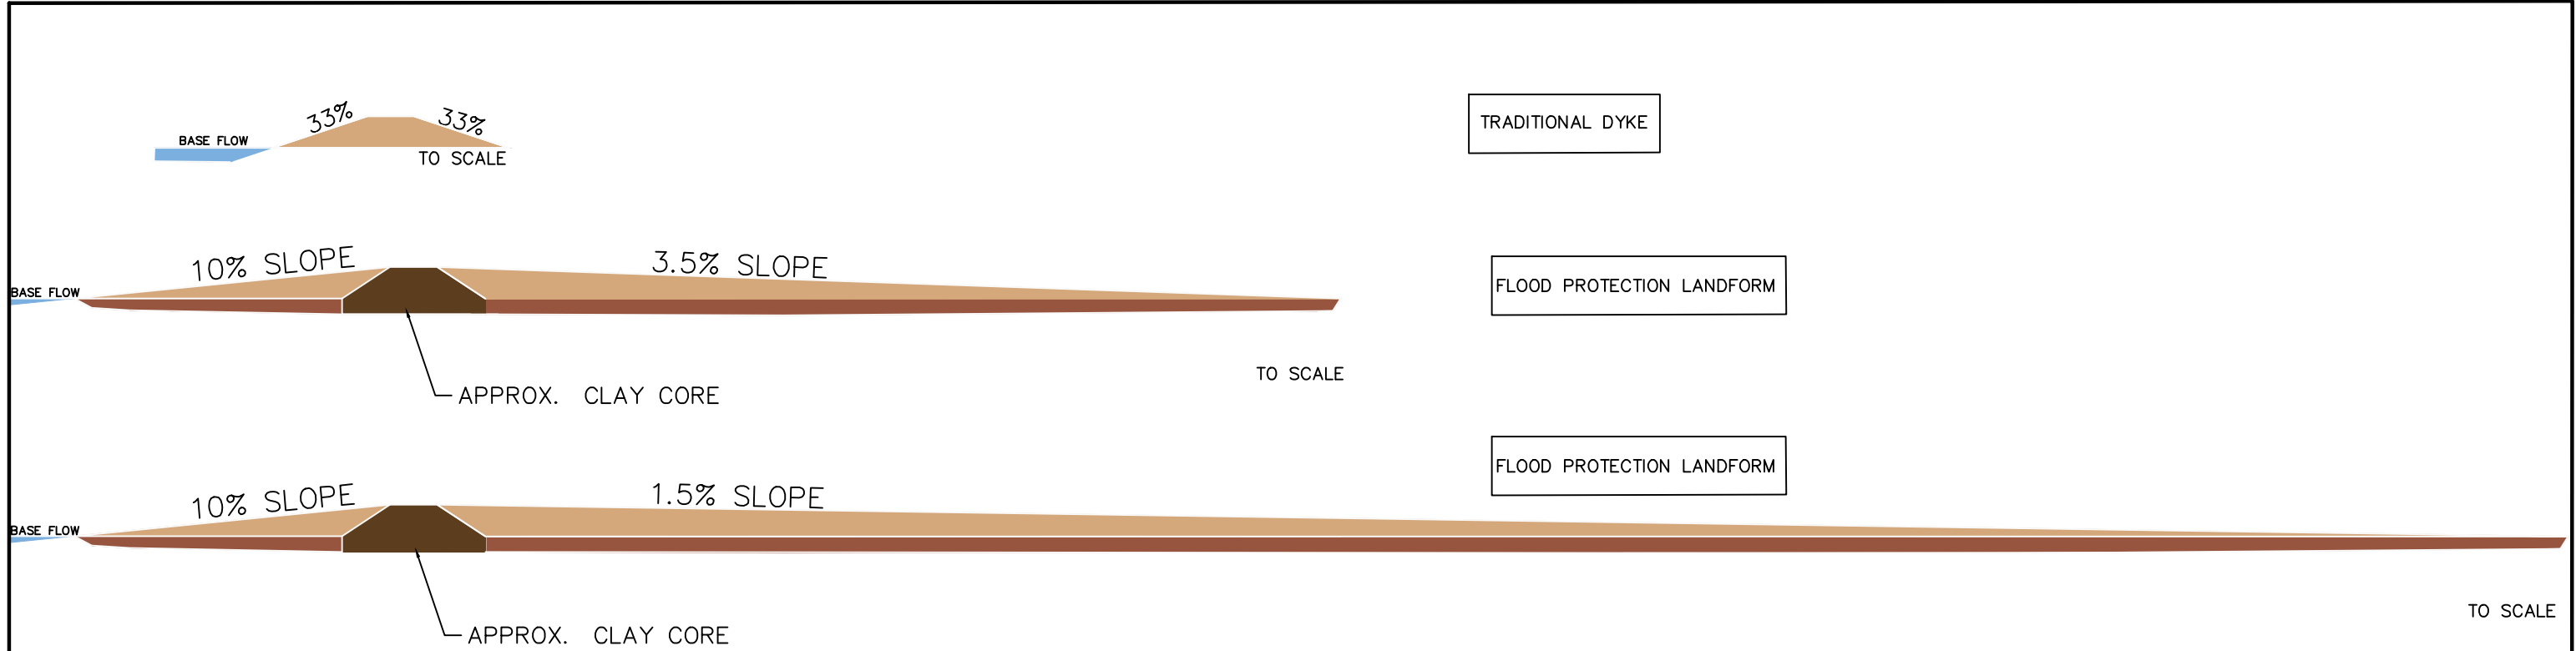 33%
33%
BASE FLOW
TO SCALE
TRADITIONAL DYKE
10% SLOPE
3.5% SLOPE
BASE FLOW
FLOOD PROTECTION LANDFORM
TO SCALE
APPROX. CLAY CORE
FLOOD PROTECTION LANDFORM
10% SLOPE
1.5% SLOPE
BASE FLOW
TO SCALE
APPROX. CLAY CORE